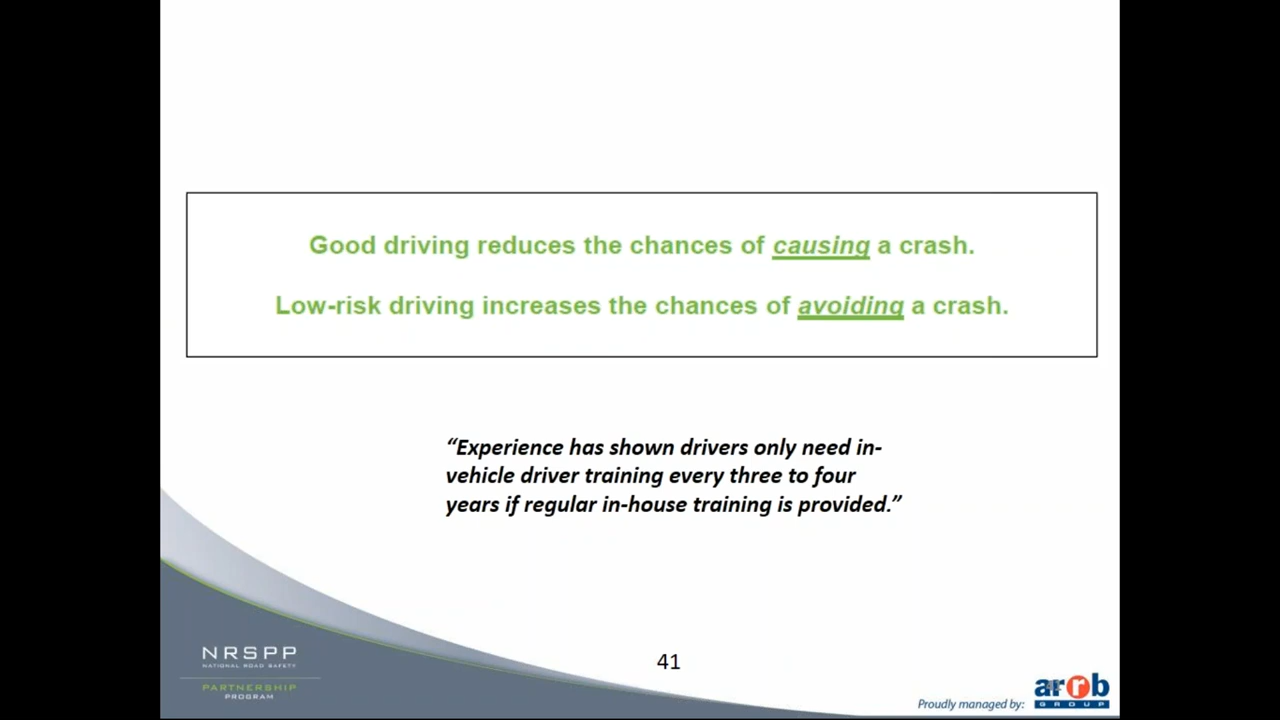 Good driving reduces the chances of causing a crash.
Low-risk driving increases the chances of avoiding a crash.
“Experience has shown drivers only need in-
vehicle driver training every three to four
years if regular in-house training is provided.”
NRSPP
NATIONAL ROAD SAFETY
PARTNERSHIP
PROGRAM
41
Proudly managed by:
arrb
GROUP